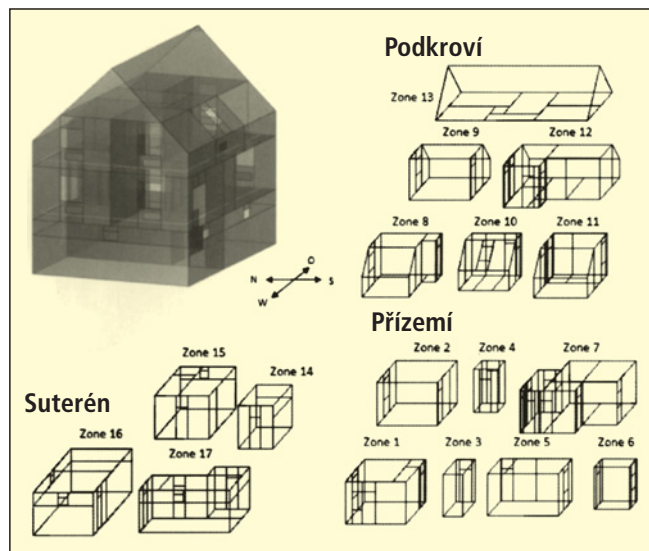 Podkroví
Zone 13
Zone 9
Zone 12
Zone 8
Zone 10
Zone 11
N
O
S
W
Přízemí
Zone 2
Zone 4
Zone 7
Zone 1
Zone 3
Zone 5
Zone 6
Suterén
Zone 15
Zone 14
Zone 16
Zone 17